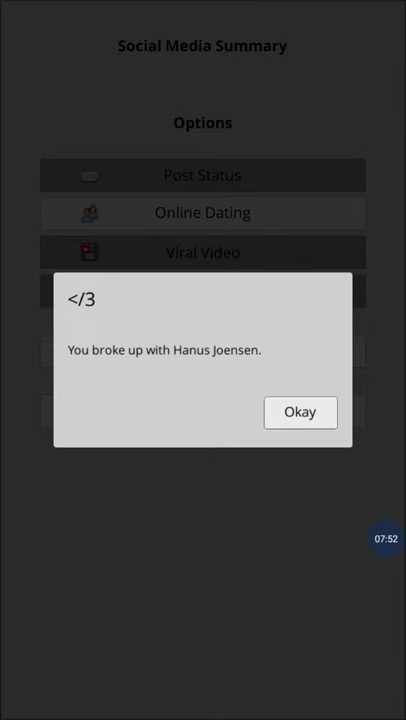 Social Media Summary
Options
Post Status
Online Dating
Viral Video
</3
You broke up with Hanus Joensen.
Okay
07:52